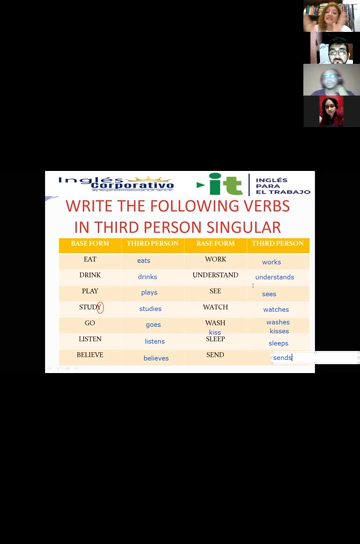 Inglés
Corporativo
it
INGLÉS
PARA
EL TRABAJO
WRITE THE FOLLOWING VERBS
IN THIRD PERSON SINGULAR
BASE FORM THIRD PERSON BASE FORM THIRD PERSON
EAT eats WORK works
DRINK drinks UNDERSTAND understands
PLAY plays SEE sees
STUDY studies WATCH watches
GO goes WASH washes
kiss kisses
LISTEN listens SLEEP sleeps
BELIEVE believes SEND sends